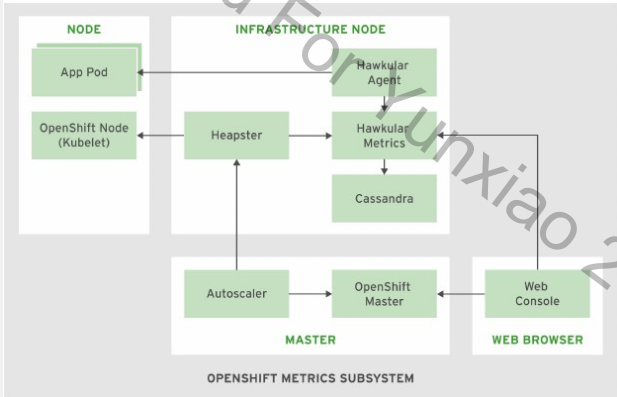 NODE
INFRASTRUCTURE NODE
App Pod
Hawkular
Agent
OpenShift Node
(Kubelet)
Heapster
Hawkular
Metrics
Cassandra
Autoscaler
OpenShift
Master
Web
Console
MASTER
WEB BROWSER
OPENSHIFT METRICS SUBSYSTEM
For Yunxiao 2